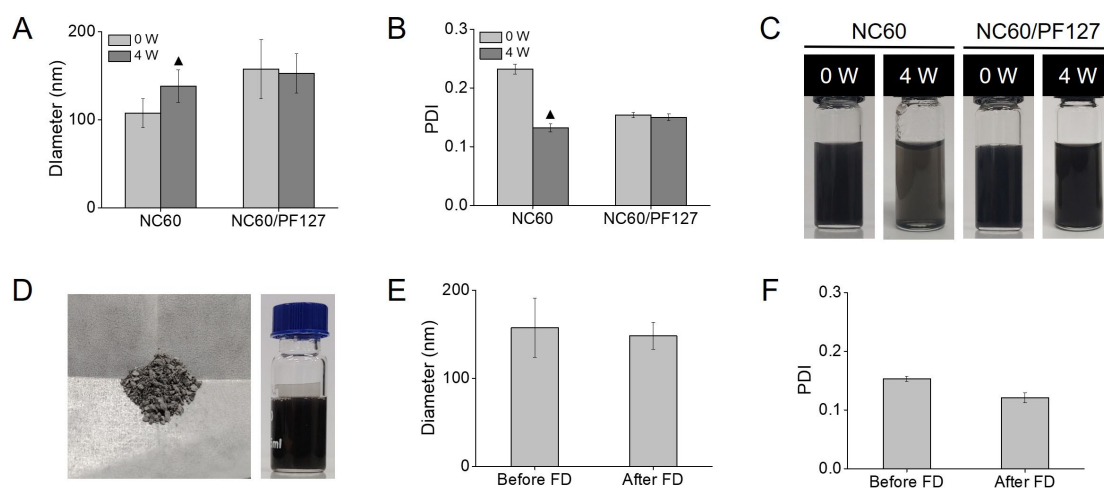 A
DIameter (nm)
200
100
0
0 W
4 W
▲
NC60
NC60/PF127
B
PDI
0.3
0.2
0.1
0.0
0 W
4 W
▲
NC60
NC60/PF127
C
NC60
NC60/PF127
0 W
4 W
0 W
4 W
D
ml
E
Diameter (nm)
200
100
0
Before FD
After FD
F
PDI
0.3
0.2
0.1
0.0
Before FD
After FD